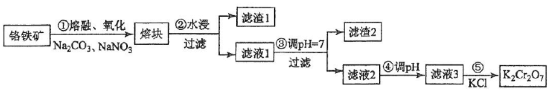 铬铁矿
①熔融、氧化
Na₂CO₃、NaNO₃
熔块
②水浸
过滤
滤渣1
滤液1
③调pH=7
过滤
滤渣2
滤液2
④调pH
滤液3
⑤
KCl
K₂Cr₂O₇